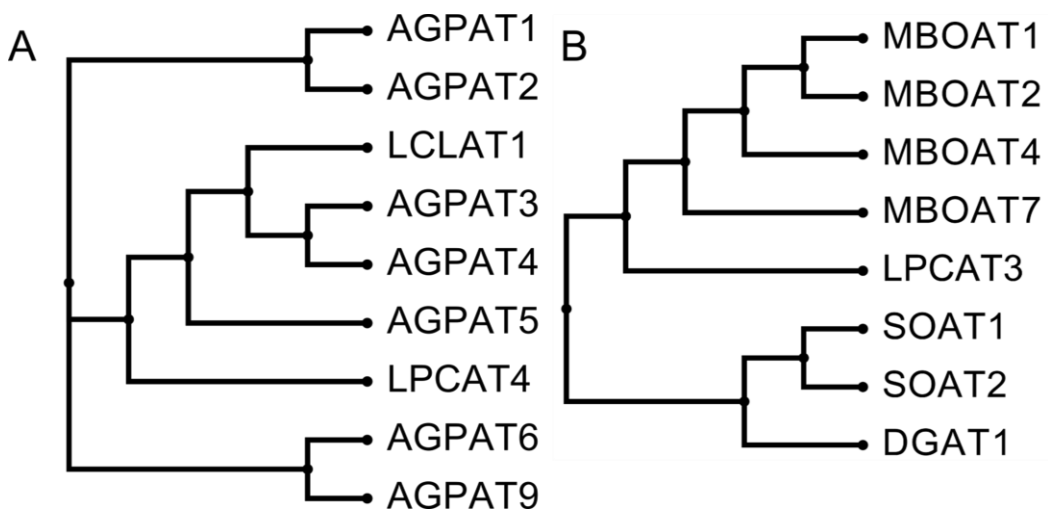 A
AGPAT1
AGPAT2
LCLAT1
AGPAT3
AGPAT4
AGPAT5
LPCAT4
AGPAT6
AGPAT9
B
MBOAT1
MBOAT2
MBOAT4
MBOAT7
LPCAT3
SOAT1
SOAT2
DGAT1